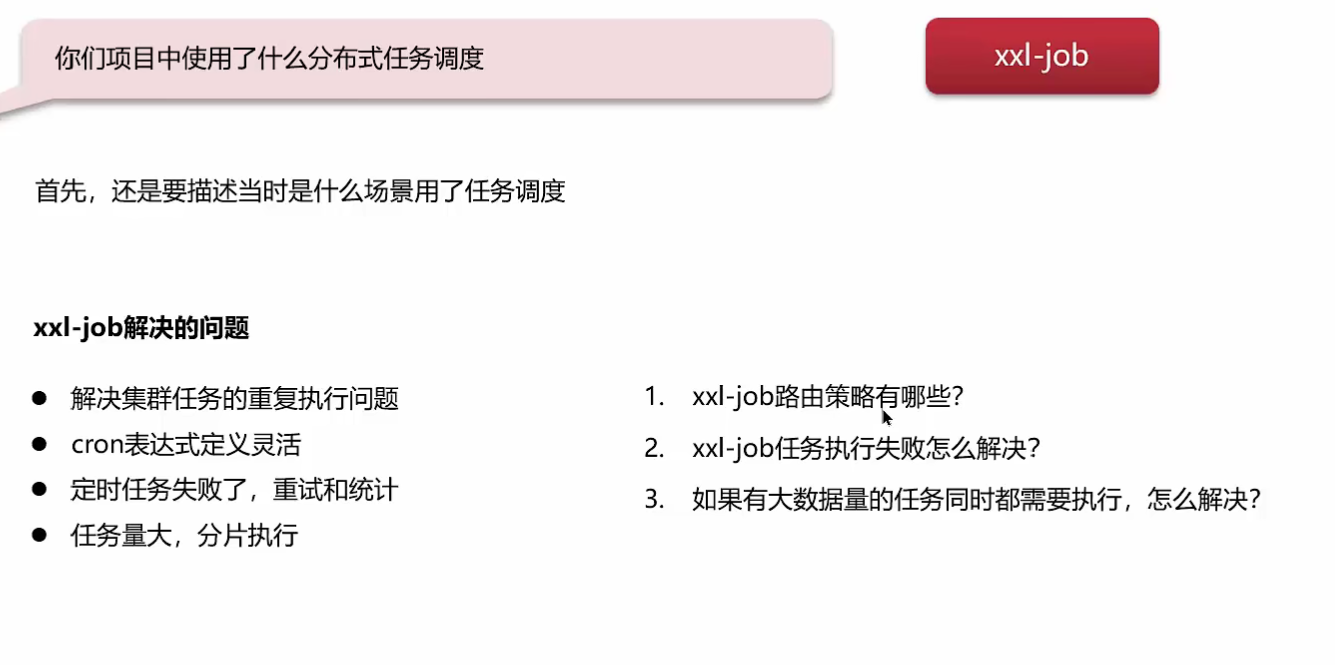 你们项目中使用了什么分布式任务调度
xxl-job
首先，还是要描述当时是什么场景用了任务调度
xxl-job解决的问题
● 解决集群任务的重复执行问题
● cron表达式定义灵活
● 定时任务失败了，重试和统计
● 任务量大，分片执行
1. xxl-job路由策略有哪些？
2. xxl-job任务执行失败怎么解决？
3. 如果有大数据量的任务同时都需要执行，怎么解决？